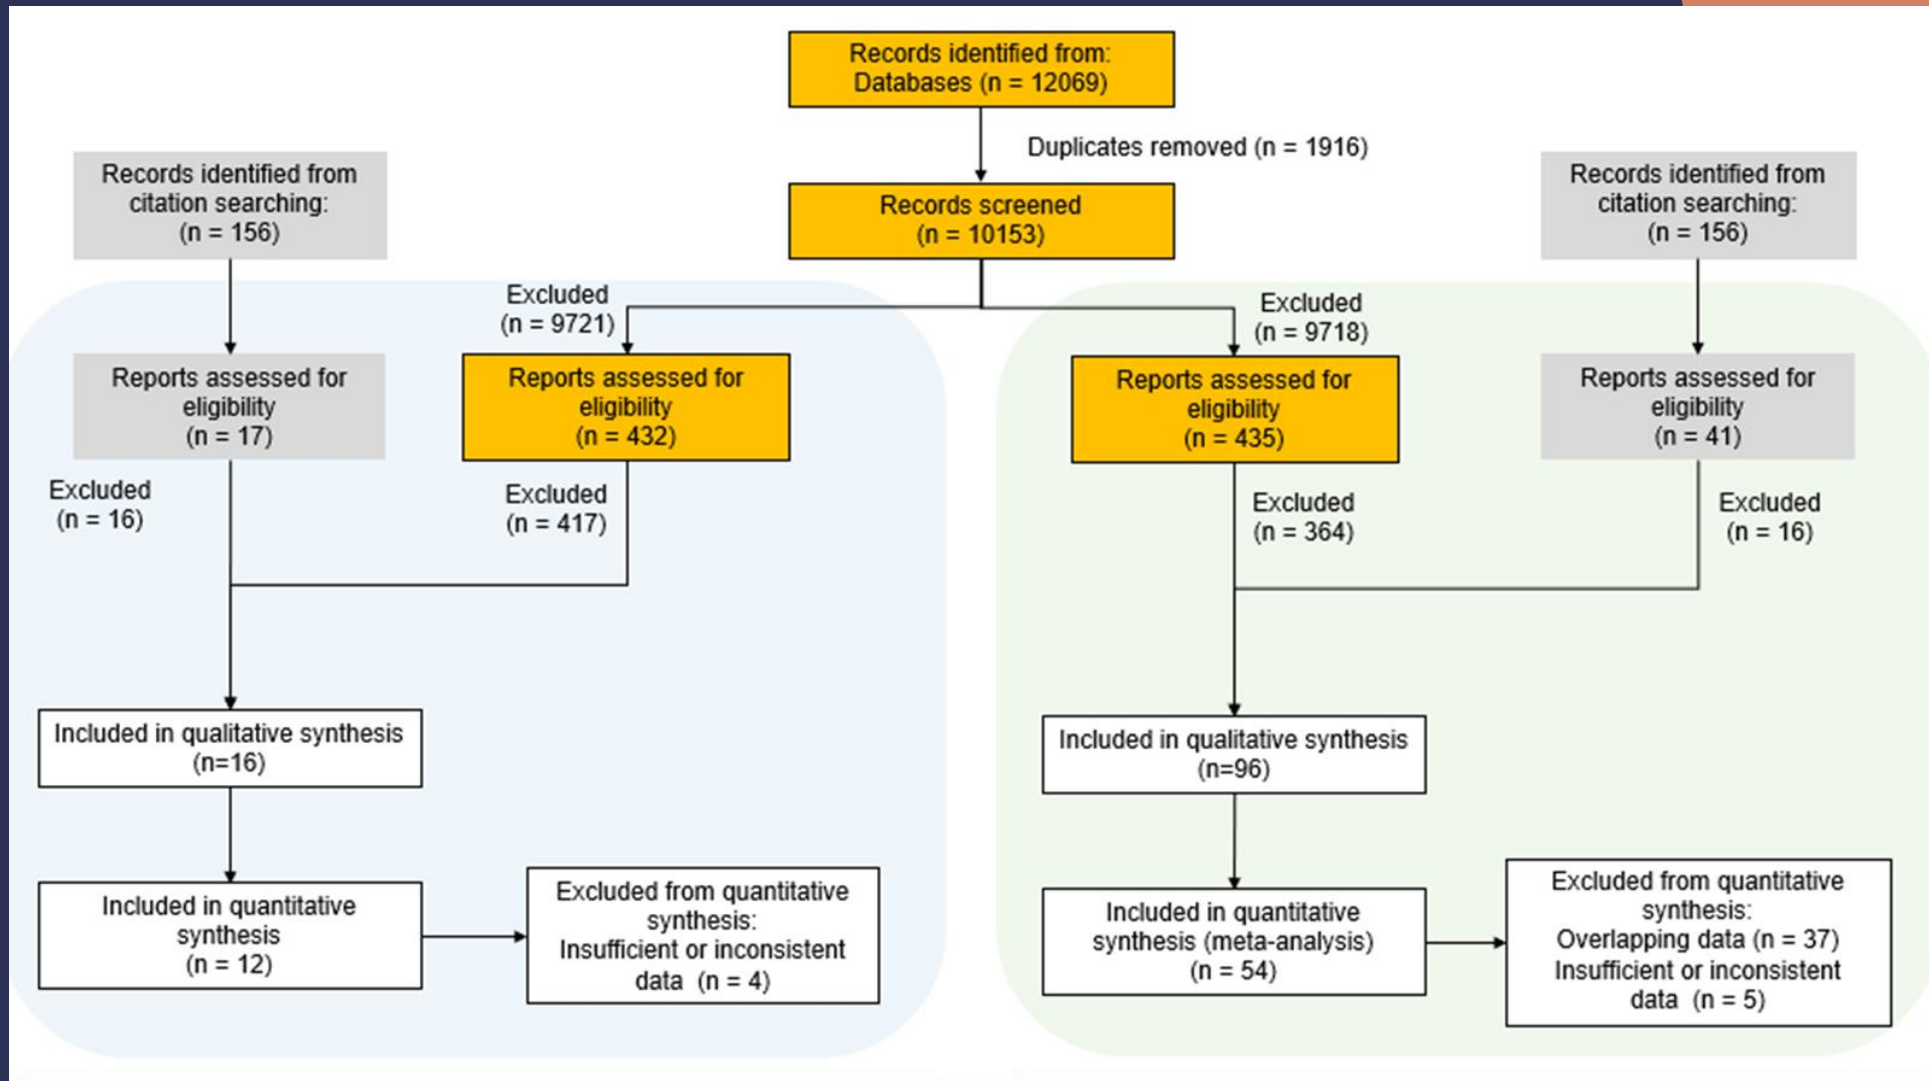 Records identified from:
Databases (n = 12069)
Duplicates removed (n = 1916)
Records identified from
citation searching:
(n = 156)
Records screened
(n = 10153)
Records identified from
citation searching:
(n = 156)
Excluded
(n = 9721)
Excluded
(n = 9718)
Reports assessed for
eligibility
(n = 17)
Reports assessed for
eligibility
(n = 432)
Reports assessed for
eligibility
(n = 435)
Reports assessed for
eligibility
(n = 41)
Excluded
(n = 16)
Excluded
(n = 417)
Excluded
(n = 364)
Excluded
(n = 16)
Included in qualitative synthesis
(n=16)
Included in qualitative synthesis
(n=96)
Included in quantitative
synthesis
(n = 12)
Excluded from quantitative
synthesis:
Insufficient or inconsistent
data (n = 4)
Included in quantitative
synthesis (meta-analysis)
(n = 54)
Excluded from quantitative
synthesis:
Overlapping data (n = 37)
Insufficient or inconsistent
data (n = 5)